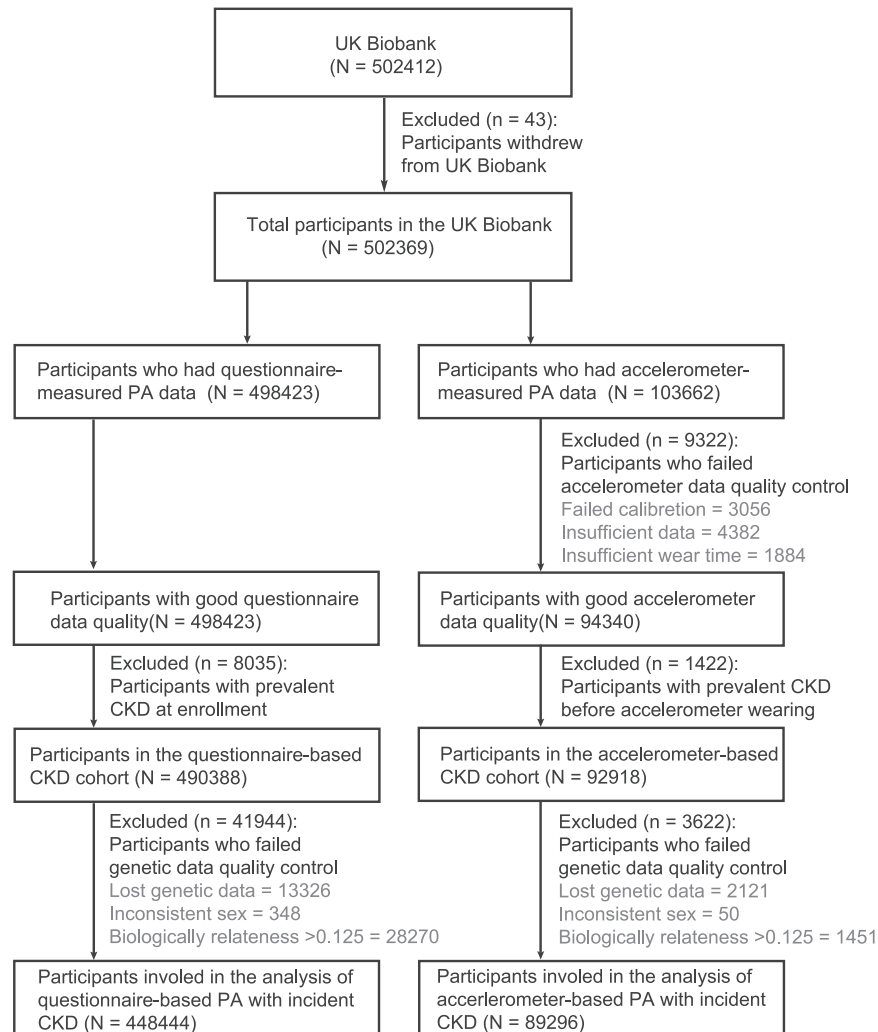 UK Biobank
(N = 502412)
Excluded (n = 43):
Participants withdrew
from UK Biobank
Total participants in the UK Biobank
(N = 502369)
Participants who had questionnaire-
measured PA data (N = 498423)
Participants who had accelerometer-
measured PA data (N = 103662)
Excluded (n = 9322):
Participants who failed
accelerometer data quality control
Failed calibretion = 3056
Insufficient data = 4382
Insufficient wear time = 1884
Participants with good questionnaire
data quality(N = 498423)
Participants with good accelerometer
data quality(N = 94340)
Excluded (n = 8035):
Participants with prevalent
CKD at enrollment
Excluded (n = 1422):
Participants with prevalent CKD
before accelerometer wearing
Participants in the questionnaire-based
CKD cohort (N = 490388)
Participants in the accelerometer-based
CKD cohort (N = 92918)
Excluded (n = 41944):
Participants who failed
genetic data quality control
Lost genetic data = 13326
Inconsistent sex = 348
Biologically relateness >0.125 = 28270
Excluded (n = 3622):
Participants who failed
genetic data quality control
Lost genetic data = 2121
Inconsistent sex = 50
Biologically relateness >0.125 = 1451
Participants involed in the analysis of
questionnaire-based PA with incident
CKD (N = 448444)
Participants involed in the analysis of
accerlerometer-based PA with incident
CKD (N = 89296)